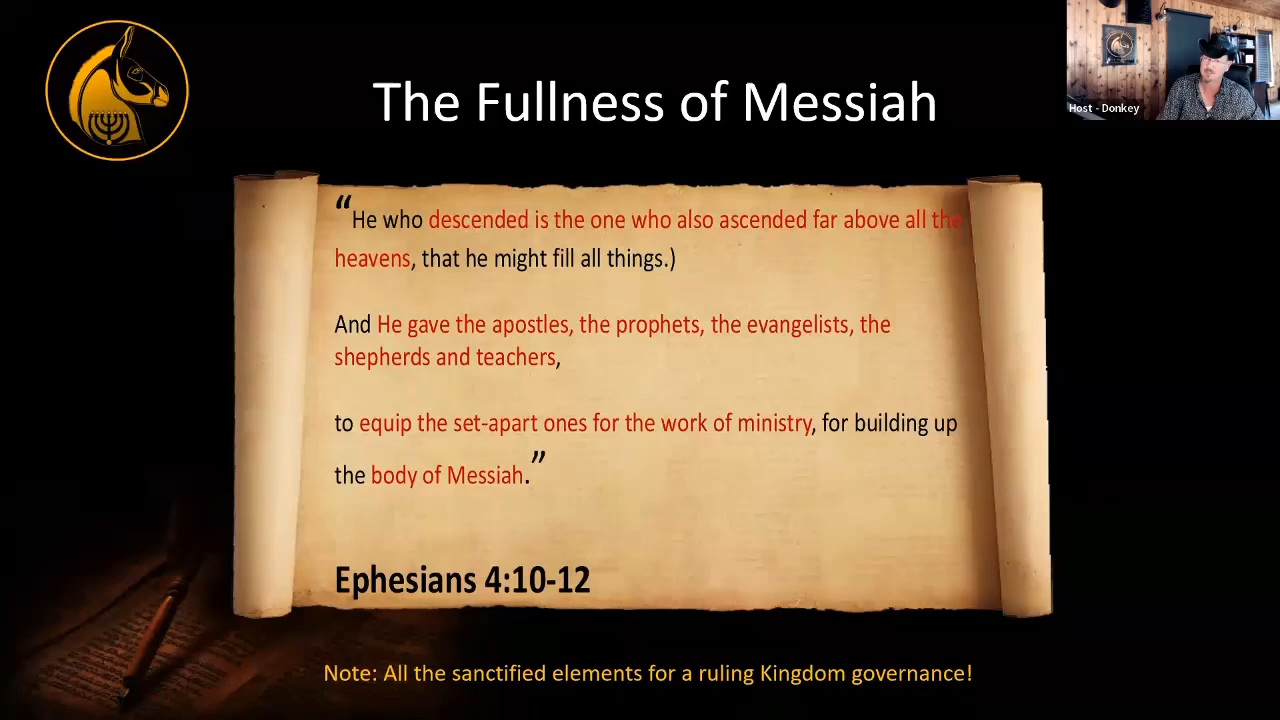 The Fullness of Messiah
Host - Donkey
“He who descended is the one who also ascended far above all the
heavens, that he might fill all things.)
And He gave the apostles, the prophets, the evangelists, the
shepherds and teachers,
to equip the set-apart ones for the work of ministry, for building up
the body of Messiah.”
Ephesians 4:10-12
Note: All the sanctified elements for a ruling Kingdom governance!